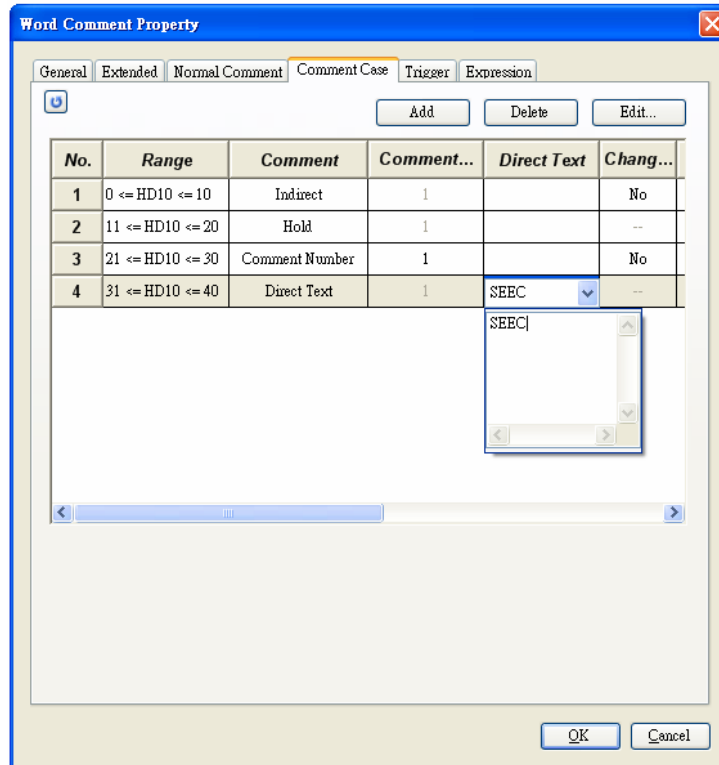 Word Comment Property
General Extended Normal Comment Comment Case Trigger Expression
Add Delete Edit...
No. Range Comment Comment... Direct Text Chang...
1 0 <= HD10 <= 10 Indirect 1 No
2 11 <= HD10 <= 20 Hold 1 --
3 21 <= HD10 <= 30 Comment Number 1 No
4 31 <= HD10 <= 40 Direct Text 1 SEEC --
SEEC
OK Cancel